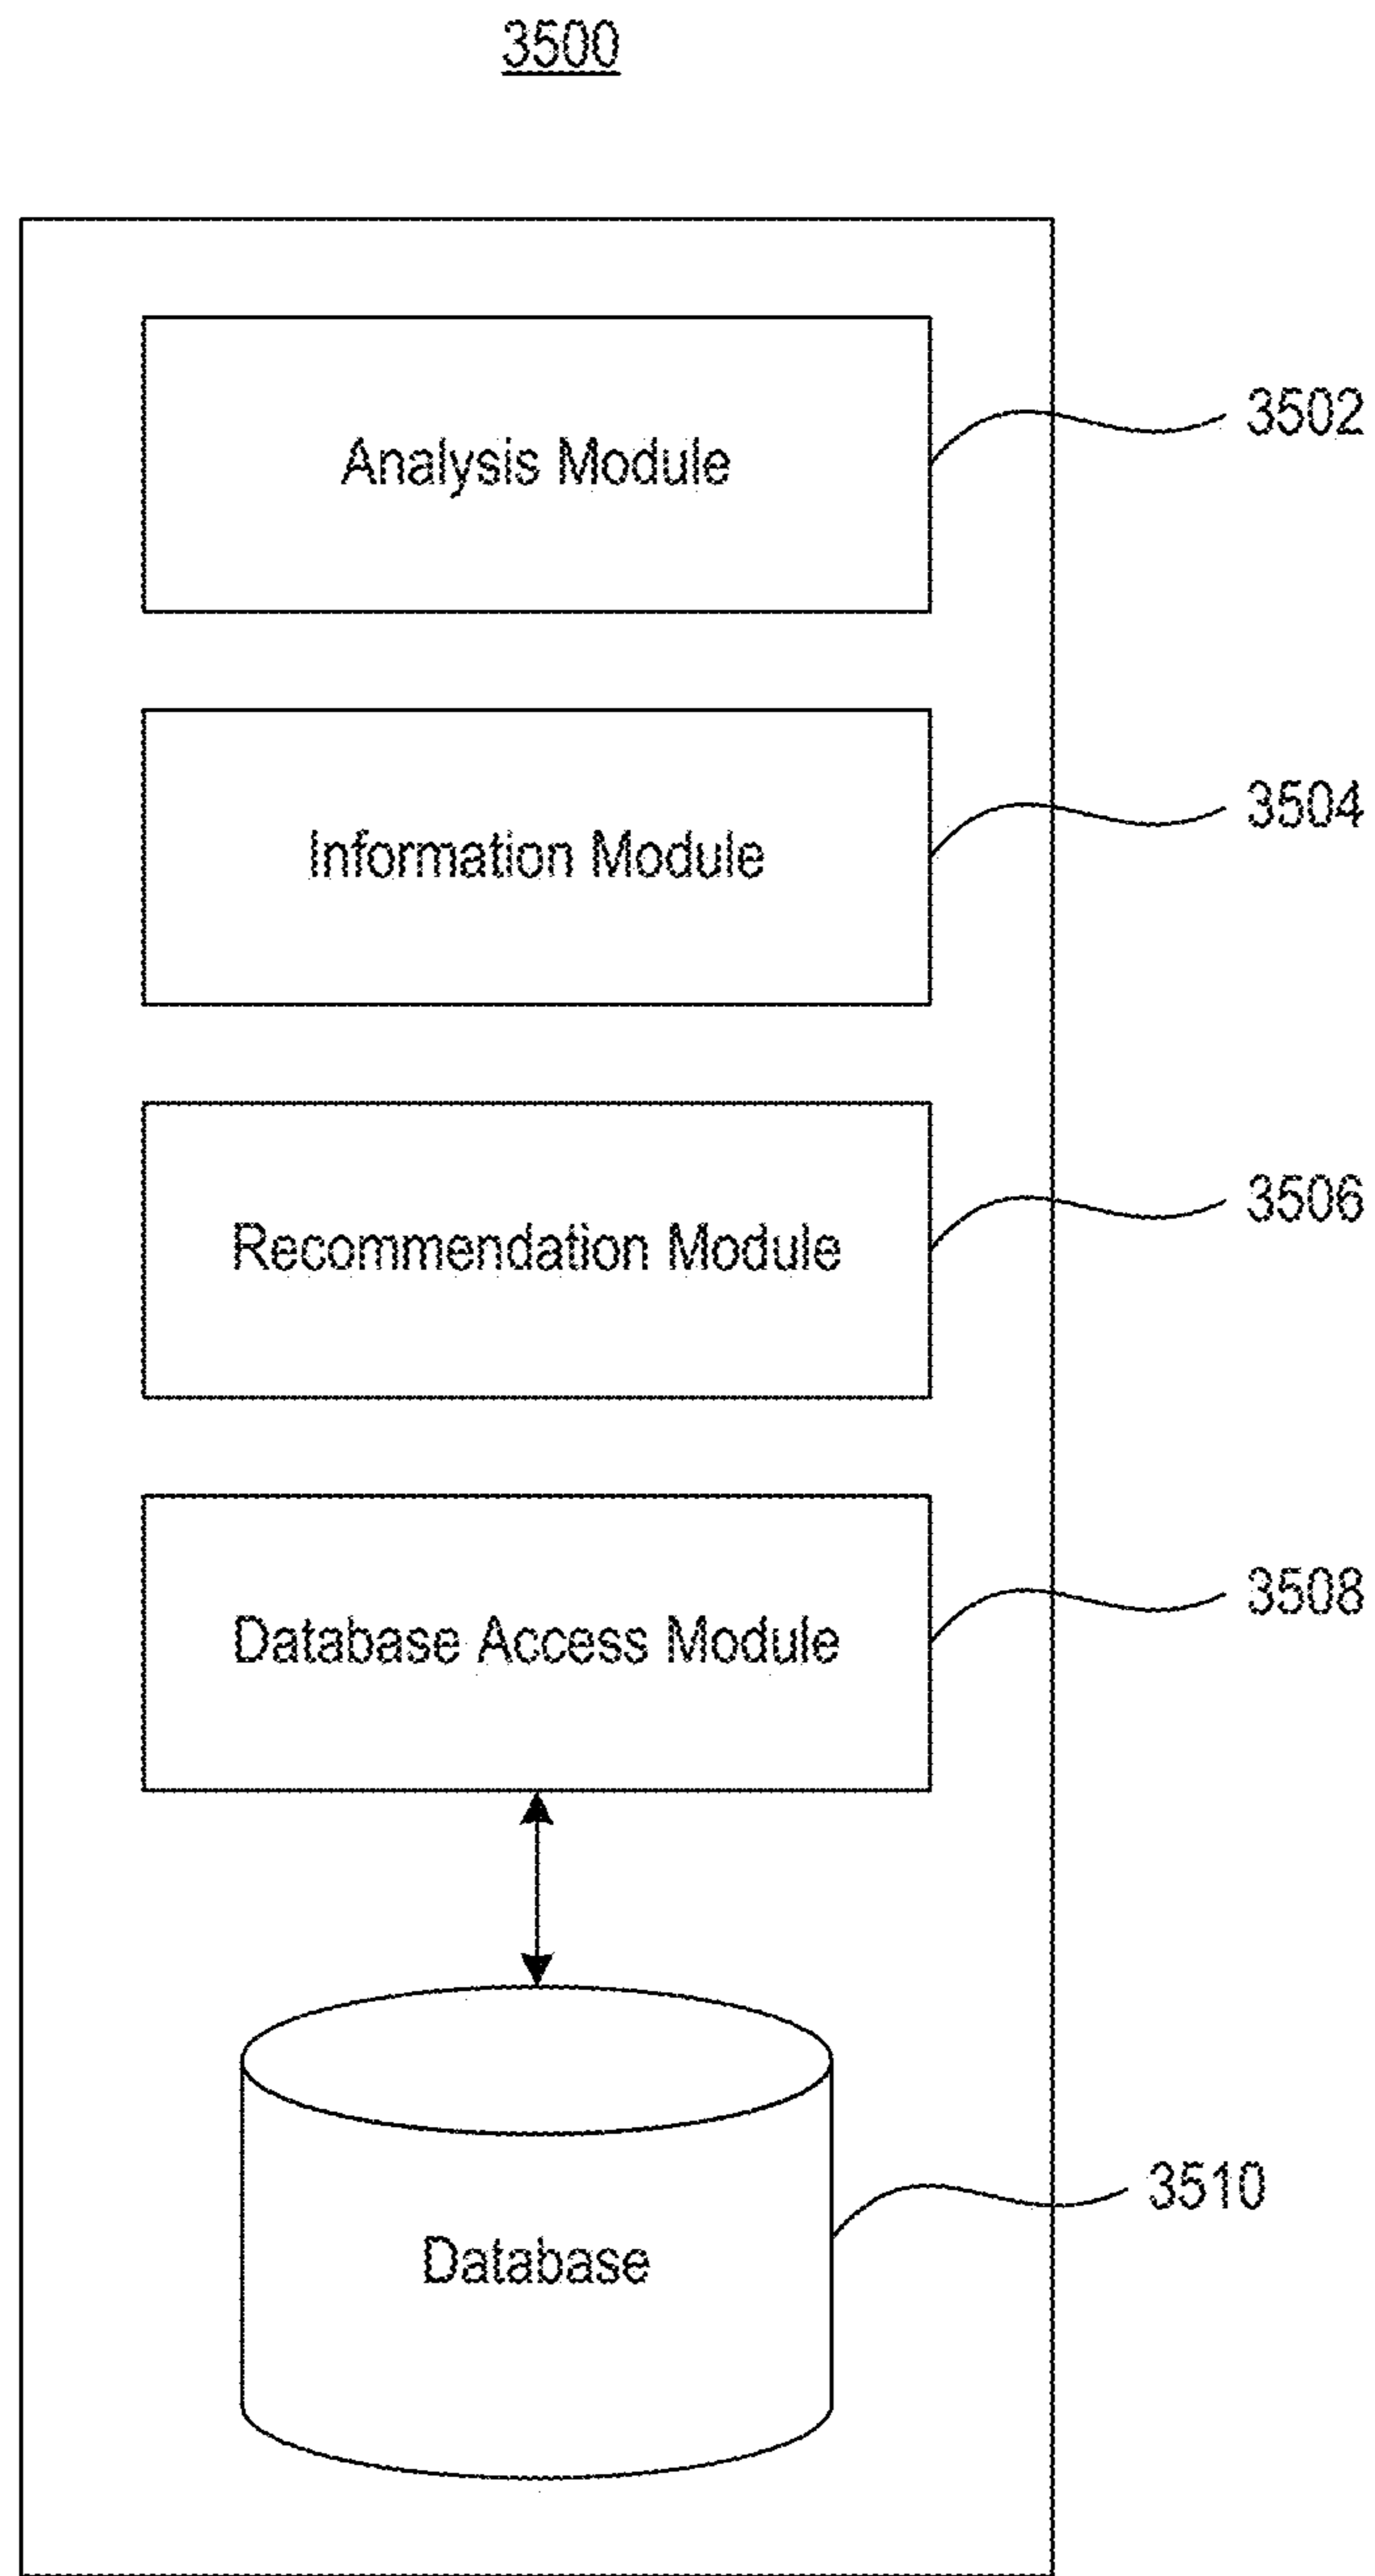 3500
Analysis Module
3502
Information Module
3504
Recommendation Module
3506
Database Access Module
3508
Database
3510